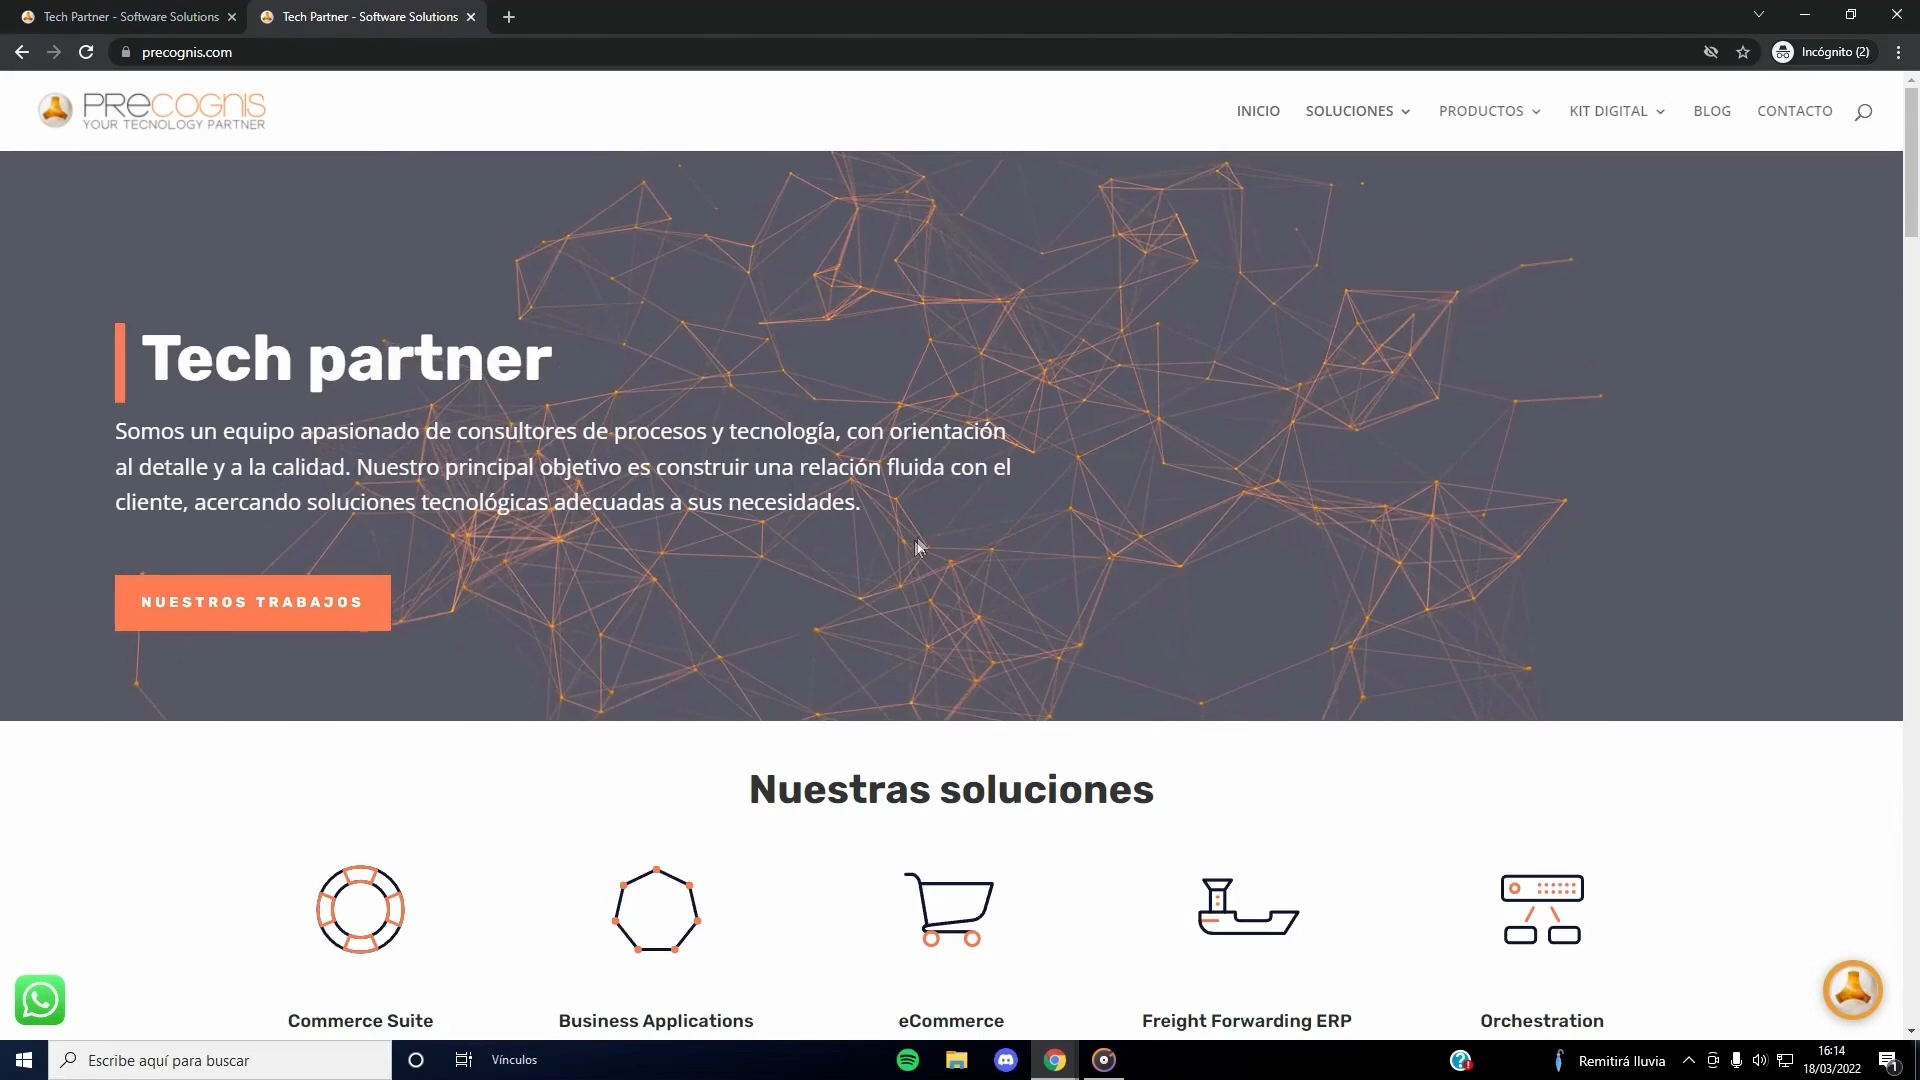 Tech Partner - Software Solutions
Tech Partner - Software Solutions
precognis.com
Incógnito (2)
PRECOGNIS
YOUR TECNOLOGY PARTNER
INICIO
SOLUCIONES
PRODUCTOS
KIT DIGITAL
BLOG
CONTACTO
Tech partner
Somos un equipo apasionado de consultores de procesos y tecnología, con orientación
al detalle y a la calidad. Nuestro principal objetivo es construir una relación fluida con el
cliente, acercando soluciones tecnológicas adecuadas a sus necesidades.
NUESTROS TRABAJOS
Nuestras soluciones
Commerce Suite
Business Applications
eCommerce
Freight Forwarding ERP
Orchestration
Escribe aquí para buscar
Vínculos
Remitirá lluvia
16:14
18/03/2022
1